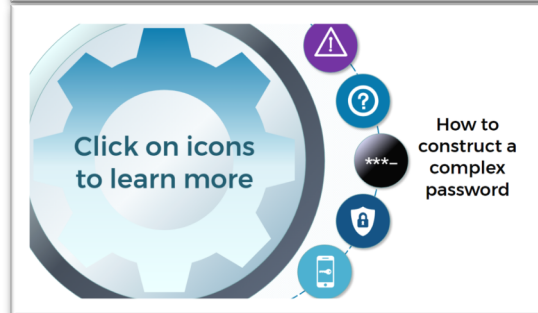 Click on icons
to learn more
***_
How to
construct a
complex
password